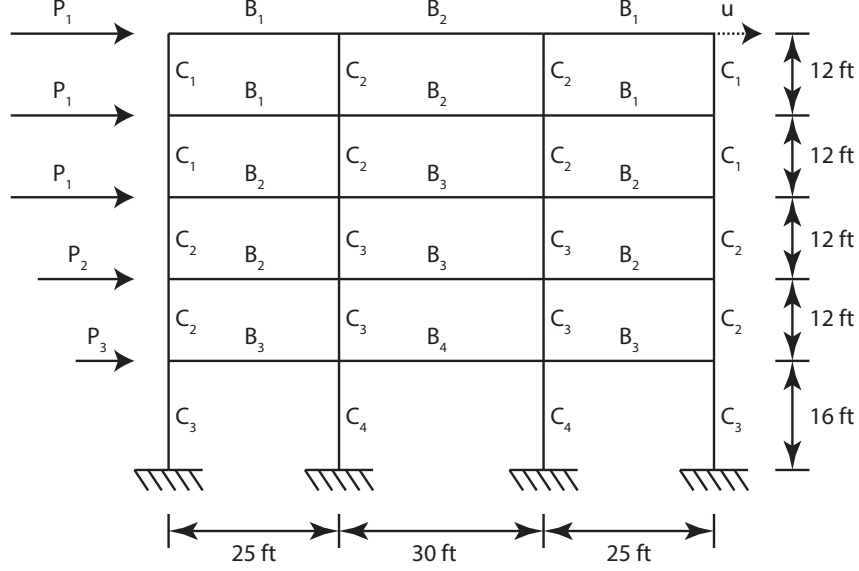 P₁ B₁ B₂ B₁ u
C₁ C₂ C₂ C₁ 12 ft
P₁ B₁ B₂ B₁
C₁ C₂ C₂ C₁ 12 ft
P₁ B₂ B₃ B₂
C₂ C₃ C₃ C₂ 12 ft
P₂ B₂ B₃ B₂
C₂ C₃ C₃ C₂ 12 ft
P₃ B₃ B₄ B₃
C₃ C₄ C₄ C₃ 16 ft
25 ft 30 ft 25 ft